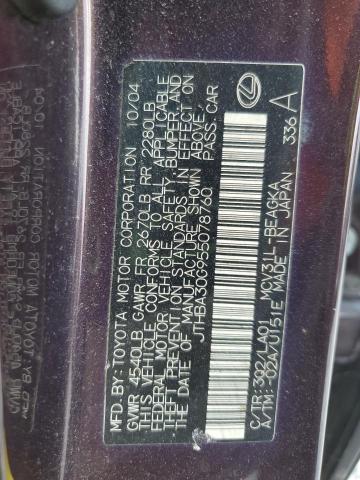 MFD. BY: TOYOTA MOTOR CORPORATION 10/04
GVWR 4540LB GAWR FR 2670LB RR 2280LB
THIS VEHICLE CONFORMS TO ALL APPLICABLE
FEDERAL MOTOR VEHICLE SAFETY, BUMPER, AND
THEFT PREVENTION STANDARDS IN EFFECT ON
THE DATE OF MANUFACTURE SHOWN ABOVE.
JTHBA30G955076760 PASS CAR
C/TR: 3Q2/LA01 MCV31L-BEAGKA 336 A
A/TM: -02A/U151E MADE IN JAPAN